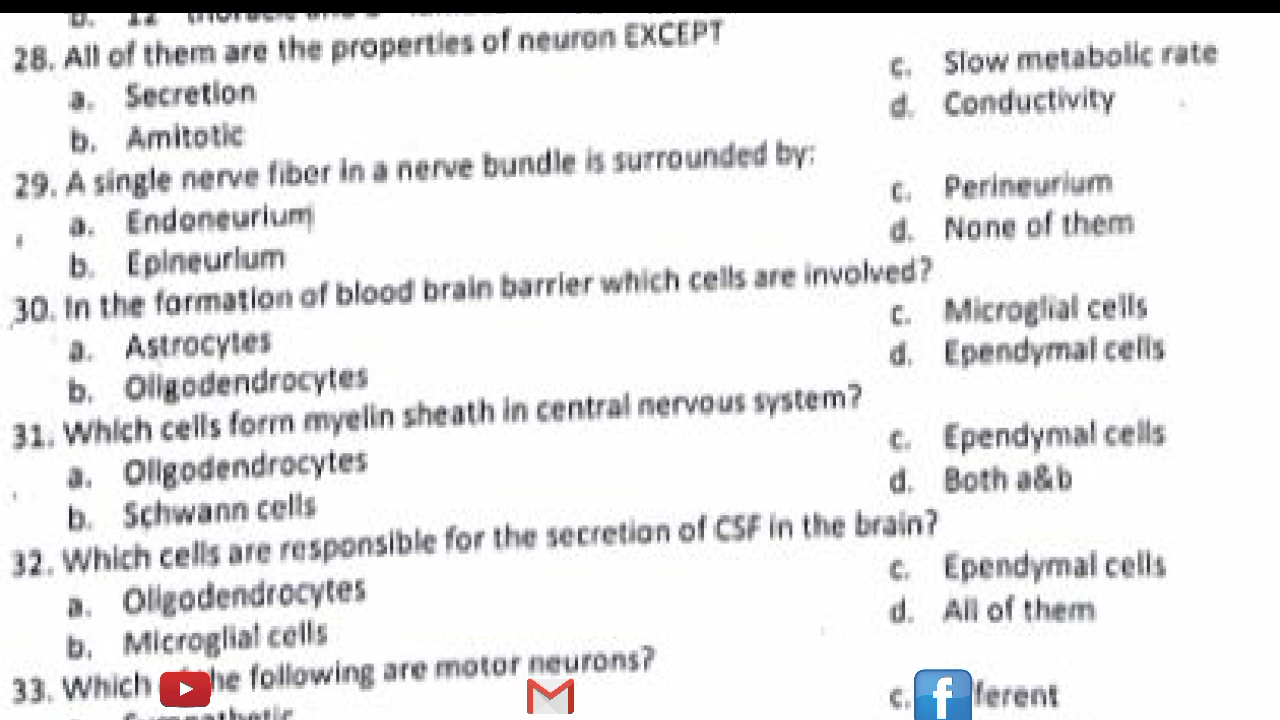 b. 12
28. All of them are the properties of neuron EXCEPT
a. Secretion
b. Amitotic
c. Slow metabolic rate
d. Conductivity
29. A single nerve fiber in a nerve bundle is surrounded by:
a. Endoneurium
b. Epineurium
c. Perineurium
d. None of them
30. In the formation of blood brain barrier which cells are involved?
a. Astrocytes
b. Oligodendrocytes
c. Microglial cells
d. Ependymal cells
31. Which cells form myelin sheath in central nervous system?
a. Oligodendrocytes
b. Schwann cells
c. Ependymal cells
d. Both a&b
32. Which cells are responsible for the secretion of CSF in the brain?
a. Oligodendrocytes
b. Microglial cells
c. Ependymal cells
d. All of them
33. Which he following are motor neurons?
c. ferent